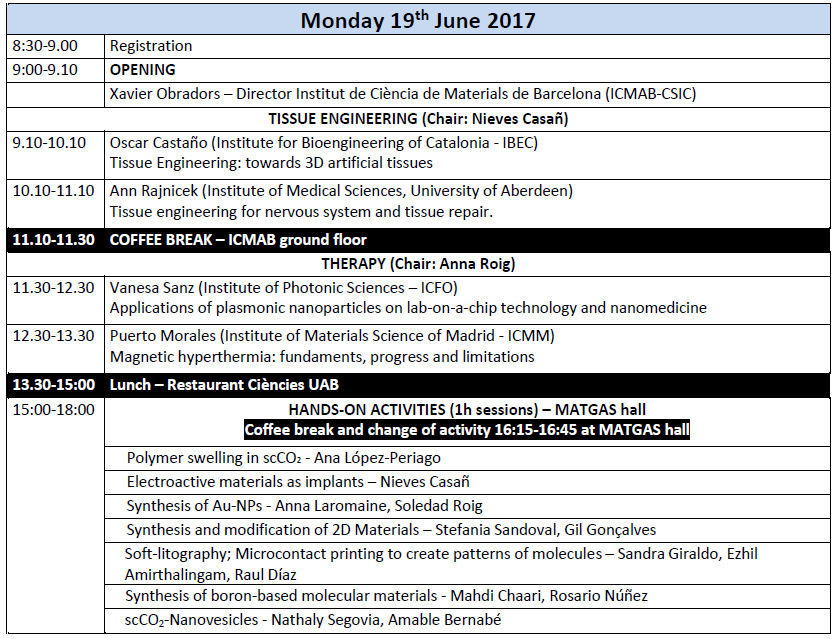 Monday 19th June 2017
8:30-9.00 Registration
9:00-9.10 OPENING
Xavier Obradors – Director Institut de Ciència de Materials de Barcelona (ICMAB-CSIC)
TISSUE ENGINEERING (Chair: Nieves Casañ)
9.10-10.10 Oscar Castaño (Institute for Bioengineering of Catalonia - IBEC)
Tissue Engineering: towards 3D artificial tissues
10.10-11.10 Ann Rajnicek (Institute of Medical Sciences, University of Aberdeen)
Tissue engineering for nervous system and tissue repair.
11.10-11.30 COFFEE BREAK – ICMAB ground floor
THERAPY (Chair: Anna Roig)
11.30-12.30 Vanesa Sanz (Institute of Photonic Sciences – ICFO)
Applications of plasmonic nanoparticles on lab-on-a-chip technology and nanomedicine
12.30-13.30 Puerto Morales (Institute of Materials Science of Madrid - ICMM)
Magnetic hyperthermia: fundaments, progress and limitations
13.30-15:00 Lunch – Restaurant Ciències UAB
15:00-18:00 HANDS-ON ACTIVITIES (1h sessions) – MATGAS hall
Coffee break and change of activity 16:15-16:45 at MATGAS hall
Polymer swelling in scCO₂ - Ana López-Periago
Electroactive materials as implants – Nieves Casañ
Synthesis of Au-NPs - Anna Laromaine, Soledad Roig
Synthesis and modification of 2D Materials – Stefania Sandoval, Gil Gonçalves
Soft-litography; Microcontact printing to create patterns of molecules – Sandra Giraldo, Ezhil
Amirthalingam, Raul Díaz
Synthesis of boron-based molecular materials - Mahdi Chaari, Rosario Núñez
scCO₂-Nanovesicles - Nathaly Segovia, Amable Bernabé